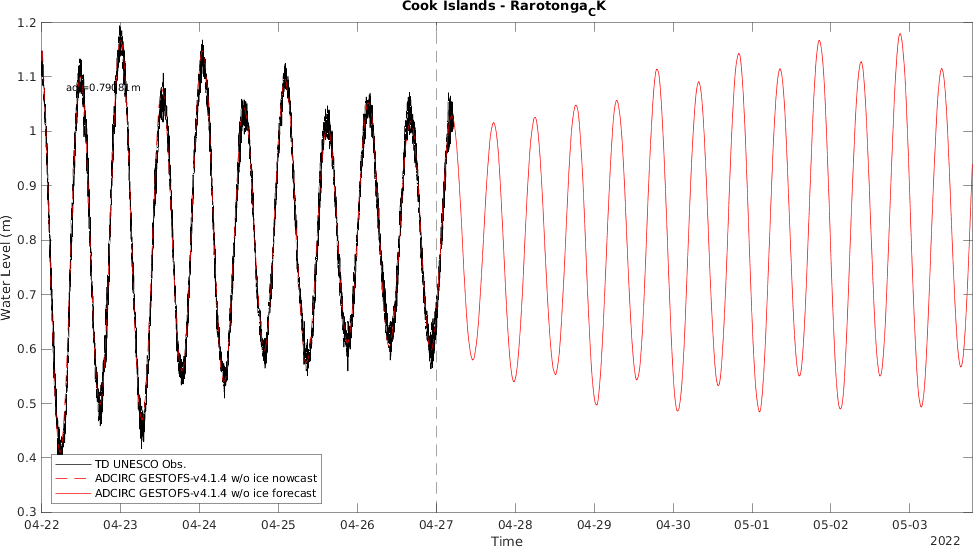 Cook Islands - Rarotonga_CK
1.2
1.1
1
0.9
0.8
0.7
0.6
0.5
0.4
0.3
Water Level (m)
TD UNESCO Obs.
ADCIRC GESTOFS-v4.1.4 w/o ice nowcast
ADCIRC GESTOFS-v4.1.4 w/o ice forecast
04-22 04-23 04-24 04-25 04-26 04-27 04-28 04-29 04-30 05-01 05-02 05-03
Time
2022